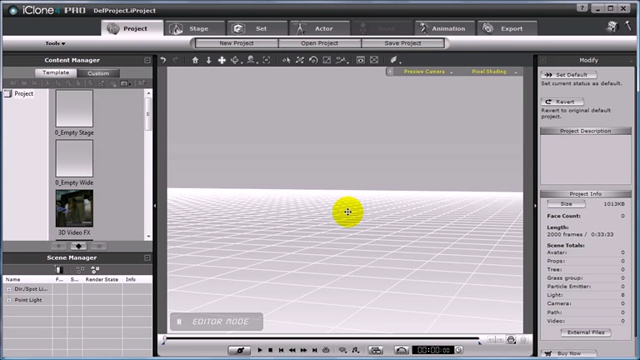 iClone4 PRO DefProject.iProject
Project Stage Set Actor Animation Export
Tools
New Project Open Project Save Project
Content Manager
Template Custom
Project
0_Empty Stage
0_Empty Wide
3D Video FX
Scene Manager
Name F... S... Render State Info
Dir/Spot Li...
Point Light
Preview Camera Pixel Shading
EDITOR MODE
00:00:00
Modify
Set Default
Set current status as default.
Revert
Revert to original default
project.
Project Description
Project Info
Size 1013KB
Face Count: 0
Length:
2000 frames / 0:33:33
Scene Totals:
Avatar: 0
Props: 0
Tree: 0
Grass group: 0
Particle Emitter: 0
Light: 8
Camera: 0
Path: 0
Video: 0
External Files
Buy Now